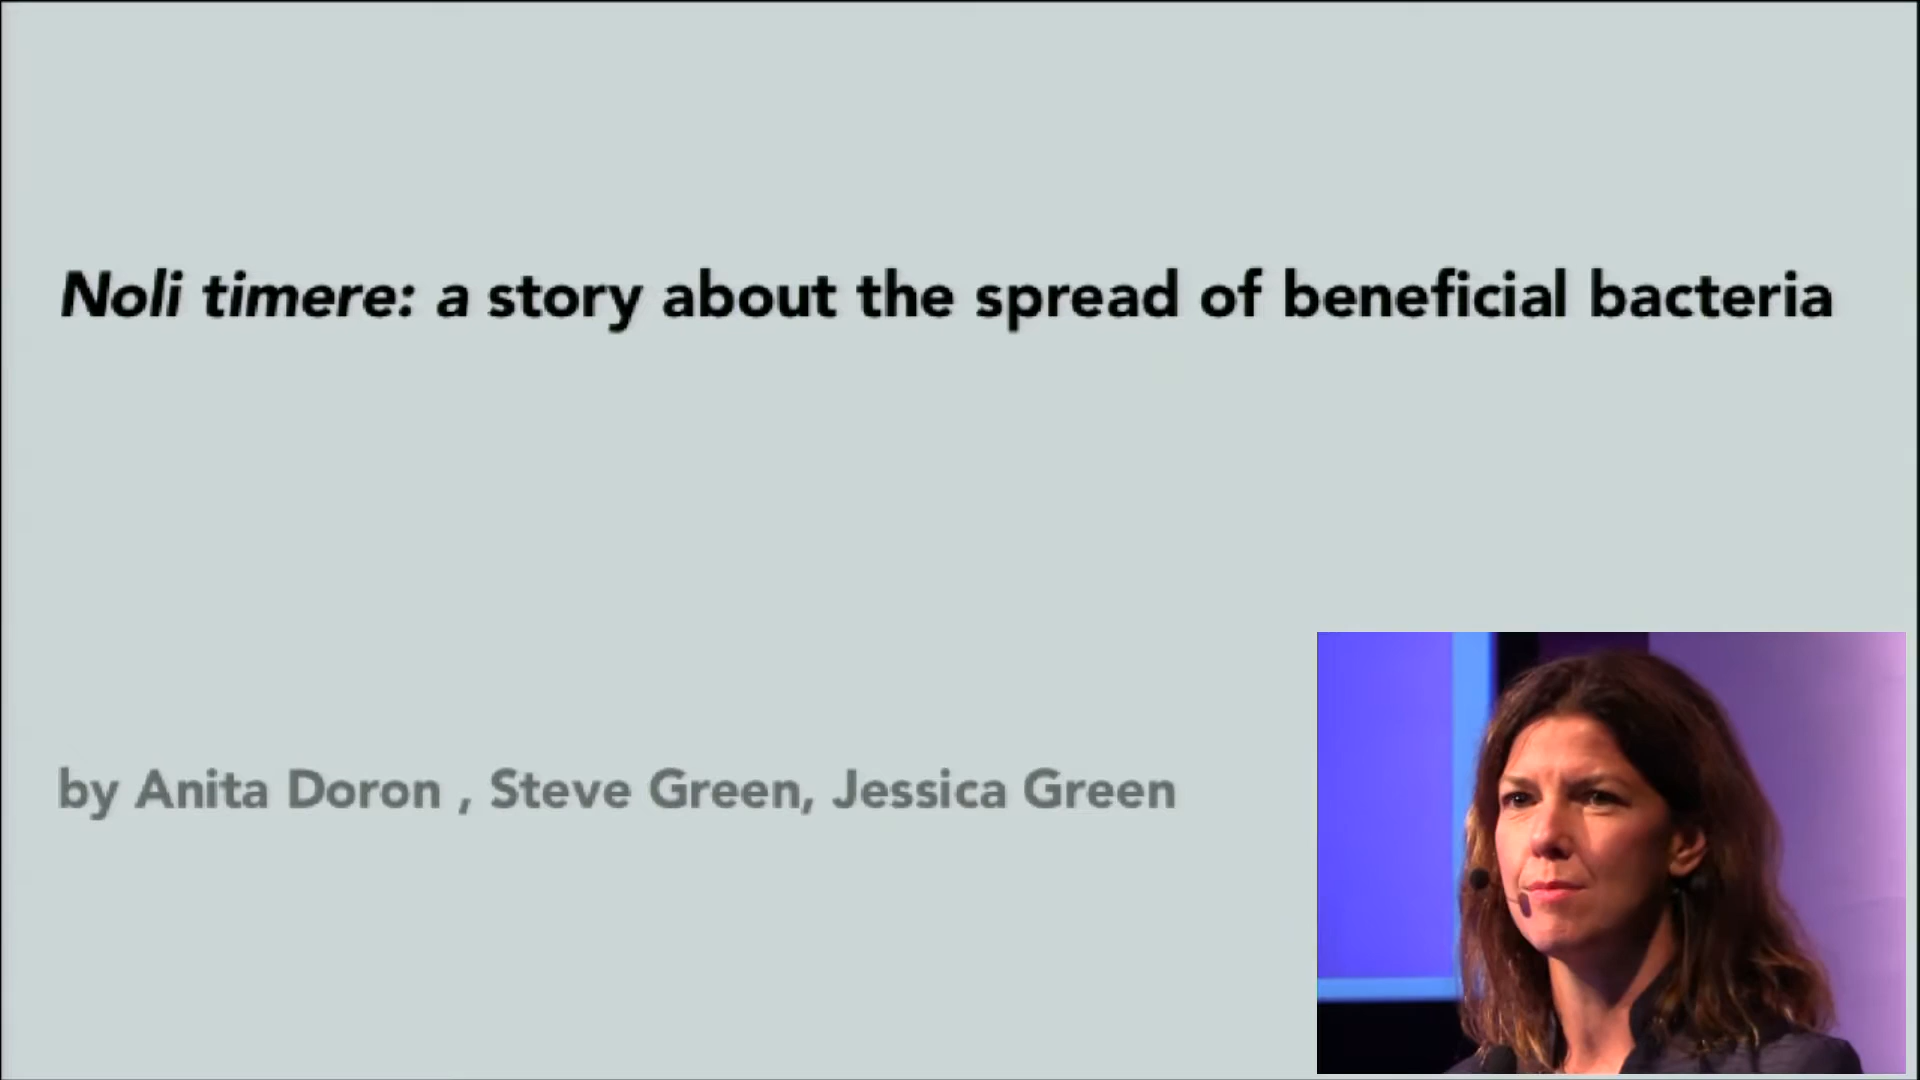 Noli timere: a story about the spread of beneficial bacteria
by Anita Doron , Steve Green, Jessica Green